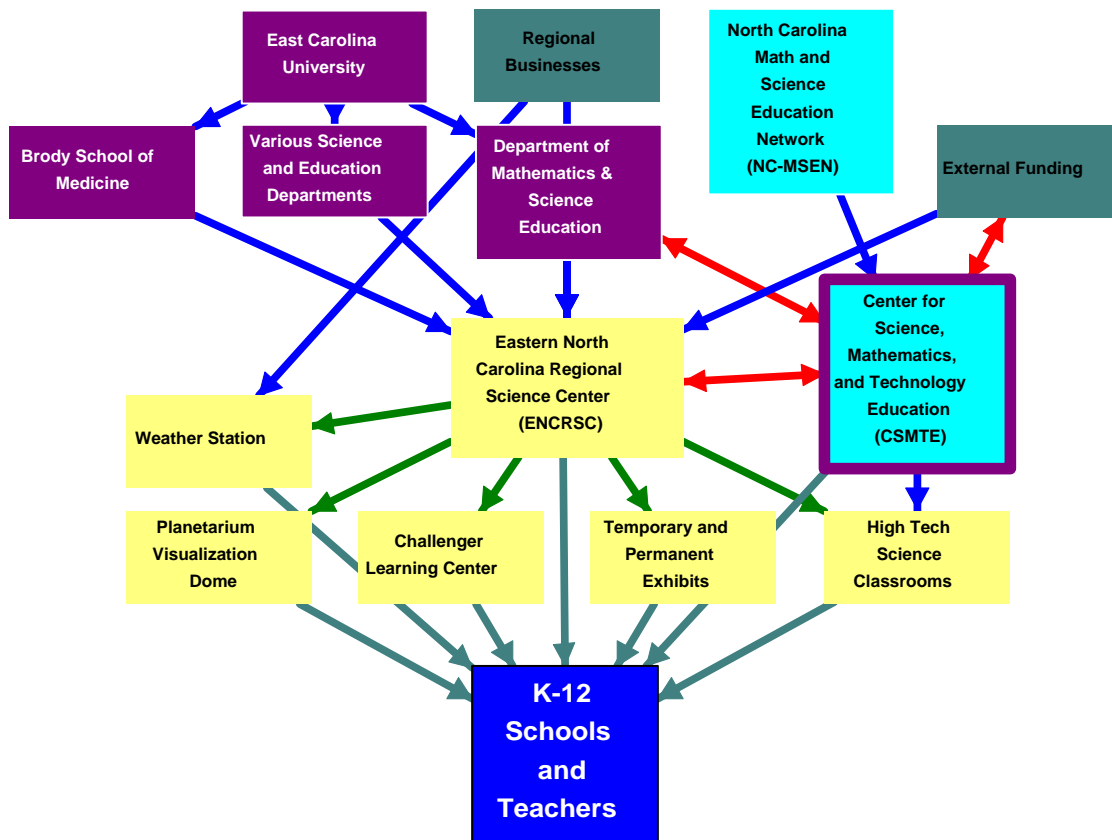 East Carolina
University
Regional
Businesses
North Carolina
Math and
Science
Education
Network
(NC-MSEN)
Brody School of
Medicine
Various Science
and Education
Departments
Department of
Mathematics &
Science
Education
External Funding
Center for
Science,
Mathematics,
and Technology
Education
(CSMTE)
Eastern North
Carolina Regional
Science Center
(ENCRSC)
Weather Station
Planetarium
Visualization
Dome
Challenger
Learning Center
Temporary and
Permanent
Exhibits
High Tech
Science
Classrooms
K-12
Schools
and
Teachers